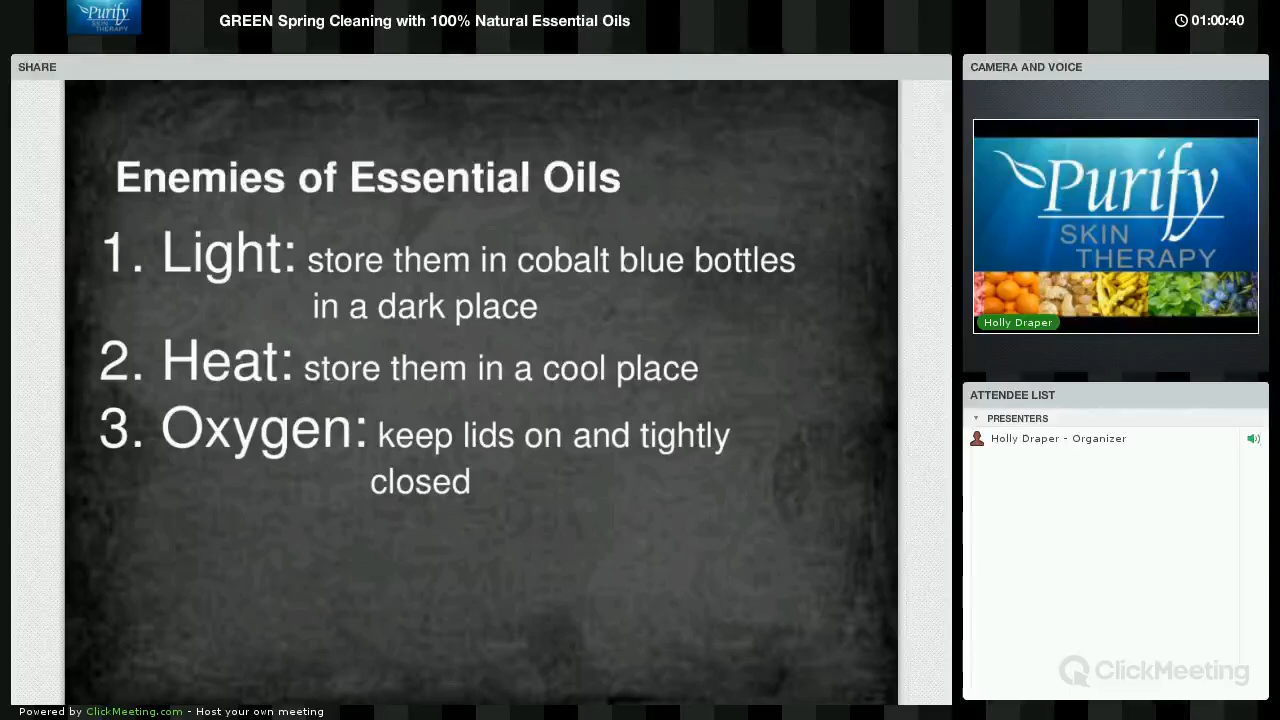 Purify
SKIN
THERAPY
GREEN Spring Cleaning with 100% Natural Essential Oils
01:00:40
SHARE
Enemies of Essential Oils
1. Light: store them in cobalt blue bottles
in a dark place
2. Heat: store them in a cool place
3. Oxygen: keep lids on and tightly
closed
CAMERA AND VOICE
Purify
SKIN
THERAPY
Holly Draper
ATTENDEE LIST
PRESENTERS
Holly Draper - Organizer
ClickMeeting
Powered by ClickMeeting.com - Host your own meeting